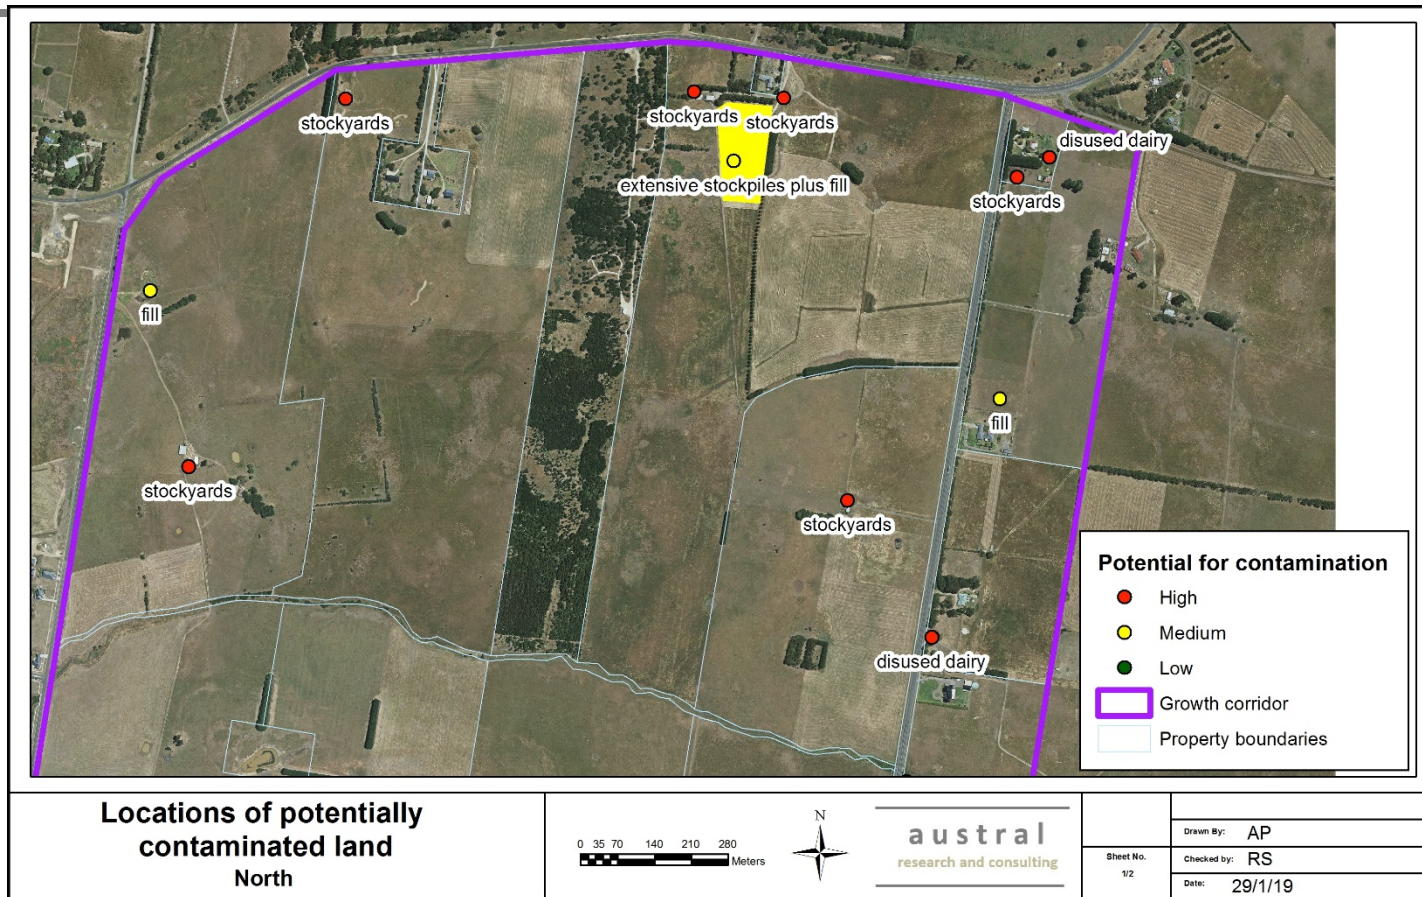 stockyards
stockyards
stockyards
disused dairy
extensive stockpiles plus fill
stockyards
fill
fill
stockyards
stockyards
disused dairy
Potential for contamination
High
Medium
Low
Growth corridor
Property boundaries
Locations of potentially
contaminated land
North
0 35 70 140 210 280
Meters
N
austral
research and consulting
Sheet No.
1/2
Drawn By: AP
Checked by: RS
Date: 29/1/19